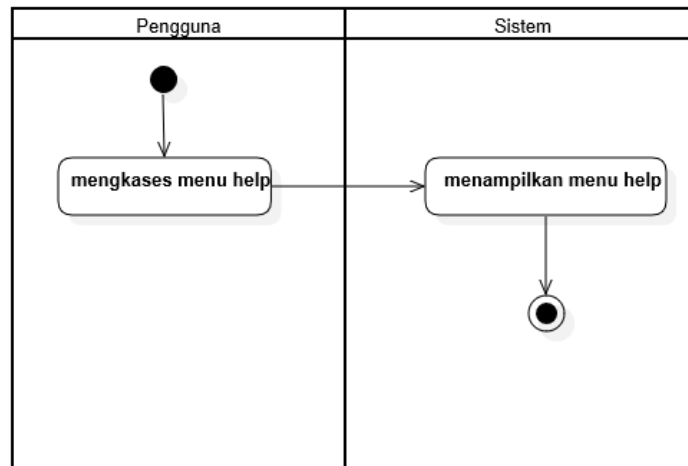 Pengguna
Sistem
mengkases menu help
menampilkan menu help